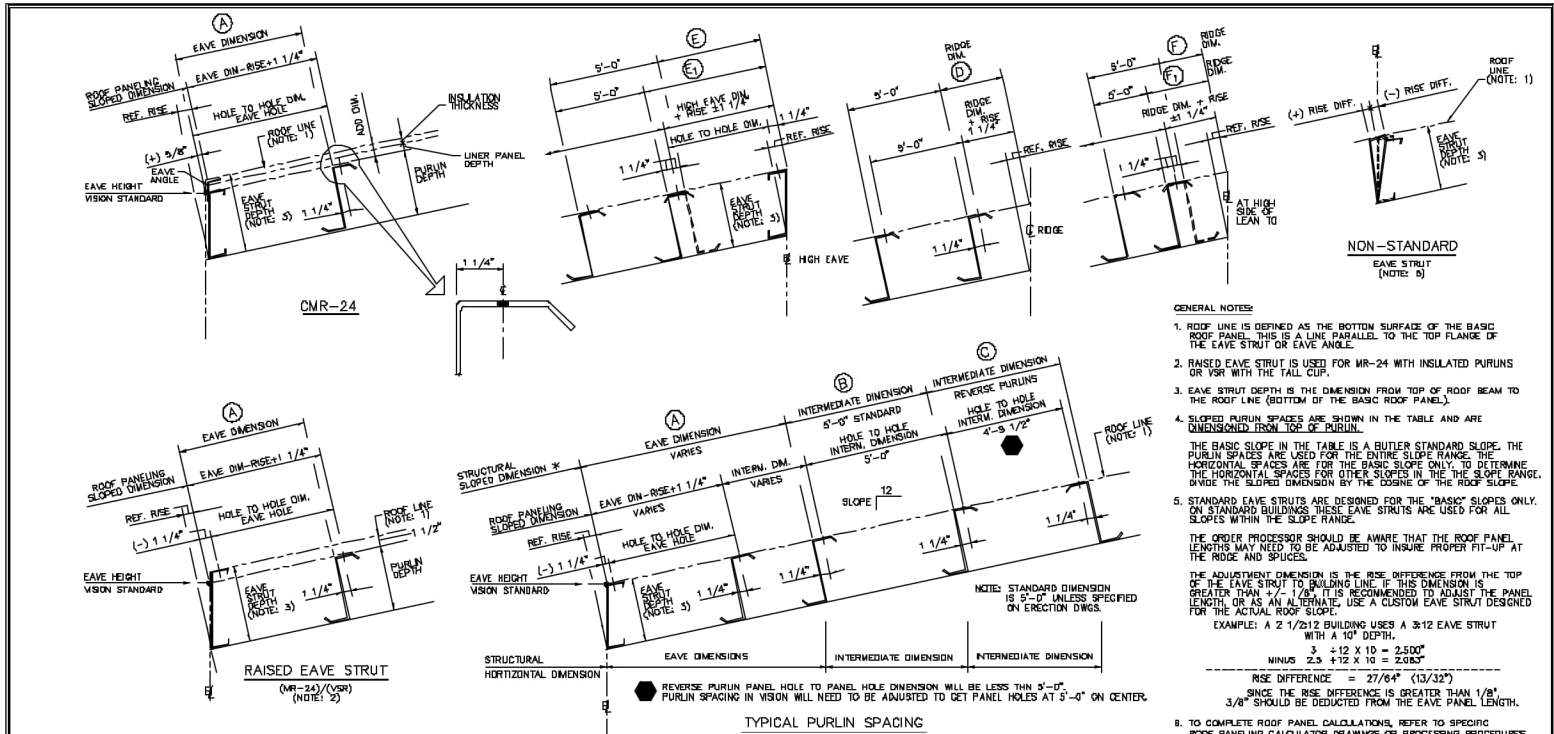 A
EAVE DIMENSION
EAVE DIM-RISE+1 1/4"
ROOF PANELING
SLOPED DIMENSION
REF. RISE
HOLE TO HOLE DIM.
EAVE HOLE
ROOF LINE
(NOTE: 1)
ADD DIM
INSULATION
THICKNESS
LINER PANEL
DEPTH
(+) 5/8"
EAVE
ANGLE
EAVE HEIGHT
VISION STANDARD
EAVE
STRUT
DEPTH
(NOTE: 3)
1 1/4"
PURLIN
DEPTH
CMR-24
1 1/4"
E
5'-0"
E1
5'-0"
HIGH EAVE DIM.
+ RISE ±1 1/4"
HOLE TO HOLE DIM.
1 1/4"
REF. RISE
1 1/4"
EAVE
STRUT
DEPTH
(NOTE: 3)
HIGH EAVE
RIDGE
DIM.
D
5'-0"
RIDGE
DIM.
+ RISE
1 1/4"
5'-0"
REF. RISE
1 1/4"
RIDGE
F
RIDGE
DIM.
5'-0"
F1
RIDGE
DIM.
5'-0"
RIDGE DIM. + RISE
±1 1/4"
REF. RISE
1 1/4"
AT HIGH
SIDE OF
LEAN TO
ROOF
LINE
(NOTE: 1)
(-) RISE DIFF.
(+) RISE DIFF.
EAVE
STRUT
DEPTH
(NOTE: 3)
NON-STANDARD
EAVE STRUT
(NOTE: 5)
A
EAVE DIMENSION
EAVE DIM-RISE+1 1/4"
ROOF PANELING
SLOPED DIMENSION
REF. RISE
HOLE TO HOLE DIM.
EAVE HOLE
(-) 1 1/4"
ROOF LINE
(NOTE: 1)
1 1/2"
EAVE HEIGHT
VISION STANDARD
EAVE
STRUT
DEPTH
(NOTE: 3)
1 1/4"
PURLIN
DEPTH
RAISED EAVE STRUT
(MR-24)/(VSR)
(NOTE: 2)
A
EAVE DIMENSION
VARIES
B
INTERMEDIATE DIMENSION
5'-0" STANDARD
C
INTERMEDIATE DIMENSION
REVERSE PURLINS
STRUCTURAL
SLOPED DIMENSION *
EAVE DIM-RISE+1 1/4"
VARIES
INTERM. DIM.
VARIES
HOLE TO HOLE
INTERM. DIMENSION
5'-0"
HOLE TO HOLE
INTERM. DIMENSION
4'-9 1/2"
ROOF LINE
(NOTE: 1)
ROOF PANELING
SLOPED DIMENSION
REF. RISE
HOLE TO HOLE DIM.
EAVE HOLE
(-) 1 1/4"
SLOPE
12
EAVE HEIGHT
VISION STANDARD
EAVE
STRUT
DEPTH
(NOTE: 3)
1 1/4"
1 1/4"
1 1/4"
1 1/4"
NOTE: STANDARD DIMENSION
IS 5'-0" UNLESS SPECIFIED
ON ERECTION DWGS.
STRUCTURAL
HORTIZONTAL DIMENSION
EAVE DIMENSIONS
INTERMEDIATE DIMENSION
INTERMEDIATE DIMENSION
REVERSE PURLIN PANEL HOLE TO PANEL HOLE DIMENSION WILL BE LESS THN 5'-0".
PURLIN SPACING IN VISION WILL NEED TO BE ADJUSTED TO GET PANEL HOLES AT 5'-0" ON CENTER.
TYPICAL PURLIN SPACING
GENERAL NOTES:
1. ROOF LINE IS DEFINED AS THE BOTTOM SURFACE OF THE BASIC
ROOF PANEL. THIS IS A LINE PARALLEL TO THE TOP FLANGE OF
THE EAVE STRUT OR EAVE ANGLE.
2. RAISED EAVE STRUT IS USED FOR MR-24 WITH INSULATED PURLINS
OR VSR WITH THE TALL CLIP.
3. EAVE STRUT DEPTH IS THE DIMENSION FROM TOP OF ROOF BEAM TO
THE ROOF LINE (BOTTOM OF THE BASIC ROOF PANEL).
4. SLOPED PURLIN SPACES ARE SHOWN IN THE TABLE AND ARE
DIMENSIONED FROM TOP OF PURLIN.
THE BASIC SLOPE IN THE TABLE IS A BUTLER STANDARD SLOPE. THE
PURLIN SPACES ARE USED FOR THE ENTIRE SLOPE RANGE. THE
HORIZONTAL SPACES ARE FOR THE BASIC SLOPE ONLY. TO DETERMINE
THE HORIZONTAL SPACES FOR OTHER SLOPES IN THE THE SLOPE RANGE,
DIVIDE THE SLOPED DIMENSION BY THE COSINE OF THE ROOF SLOPE.
5. STANDARD EAVE STRUTS ARE DESIGNED FOR THE "BASIC" SLOPES ONLY.
ON STANDARD BUILDINGS THESE EAVE STRUTS ARE USED FOR ALL
SLOPES WITHIN THE SLOPE RANGE.
THE ORDER PROCESSOR SHOULD BE AWARE THAT THE ROOF PANEL
LENGTHS MAY NEED TO BE ADJUSTED TO INSURE PROPER FIT-UP AT
THE RIDGE AND SPLICES.
THE ADJUSTMENT DIMENSION IS THE RISE DIFFERENCE FROM THE TOP
OF THE EAVE STRUT TO BUILDING LINE. IF THIS DIMENSION IS
GREATER THAN +/- 1/8", IT IS RECOMMENDED TO ADJUST THE PANEL
LENGTH, OR AS AN ALTERNATE, USE A CUSTOM EAVE STRUT DESIGNED
FOR THE ACTUAL ROOF SLOPE.
EXAMPLE: A 2 1/2:12 BUILDING USES A 3:12 EAVE STRUT
WITH A 10" DEPTH.
3 ÷12 X 10 = 2.500"
MINUS 2.5 ÷12 X 10 = 2.083"
RISE DIFFERENCE = 27/64" (13/32")
SINCE THE RISE DIFFERENCE IS GREATER THAN 1/8",
3/8" SHOULD BE DEDUCTED FROM THE EAVE PANEL LENGTH.
6. TO COMPLETE ROOF PANEL CALCULATIONS, REFER TO SPECIFIC
ROOF PANELING CALCULATOR DRAWINGS OR PROCESSING PROCEDURES